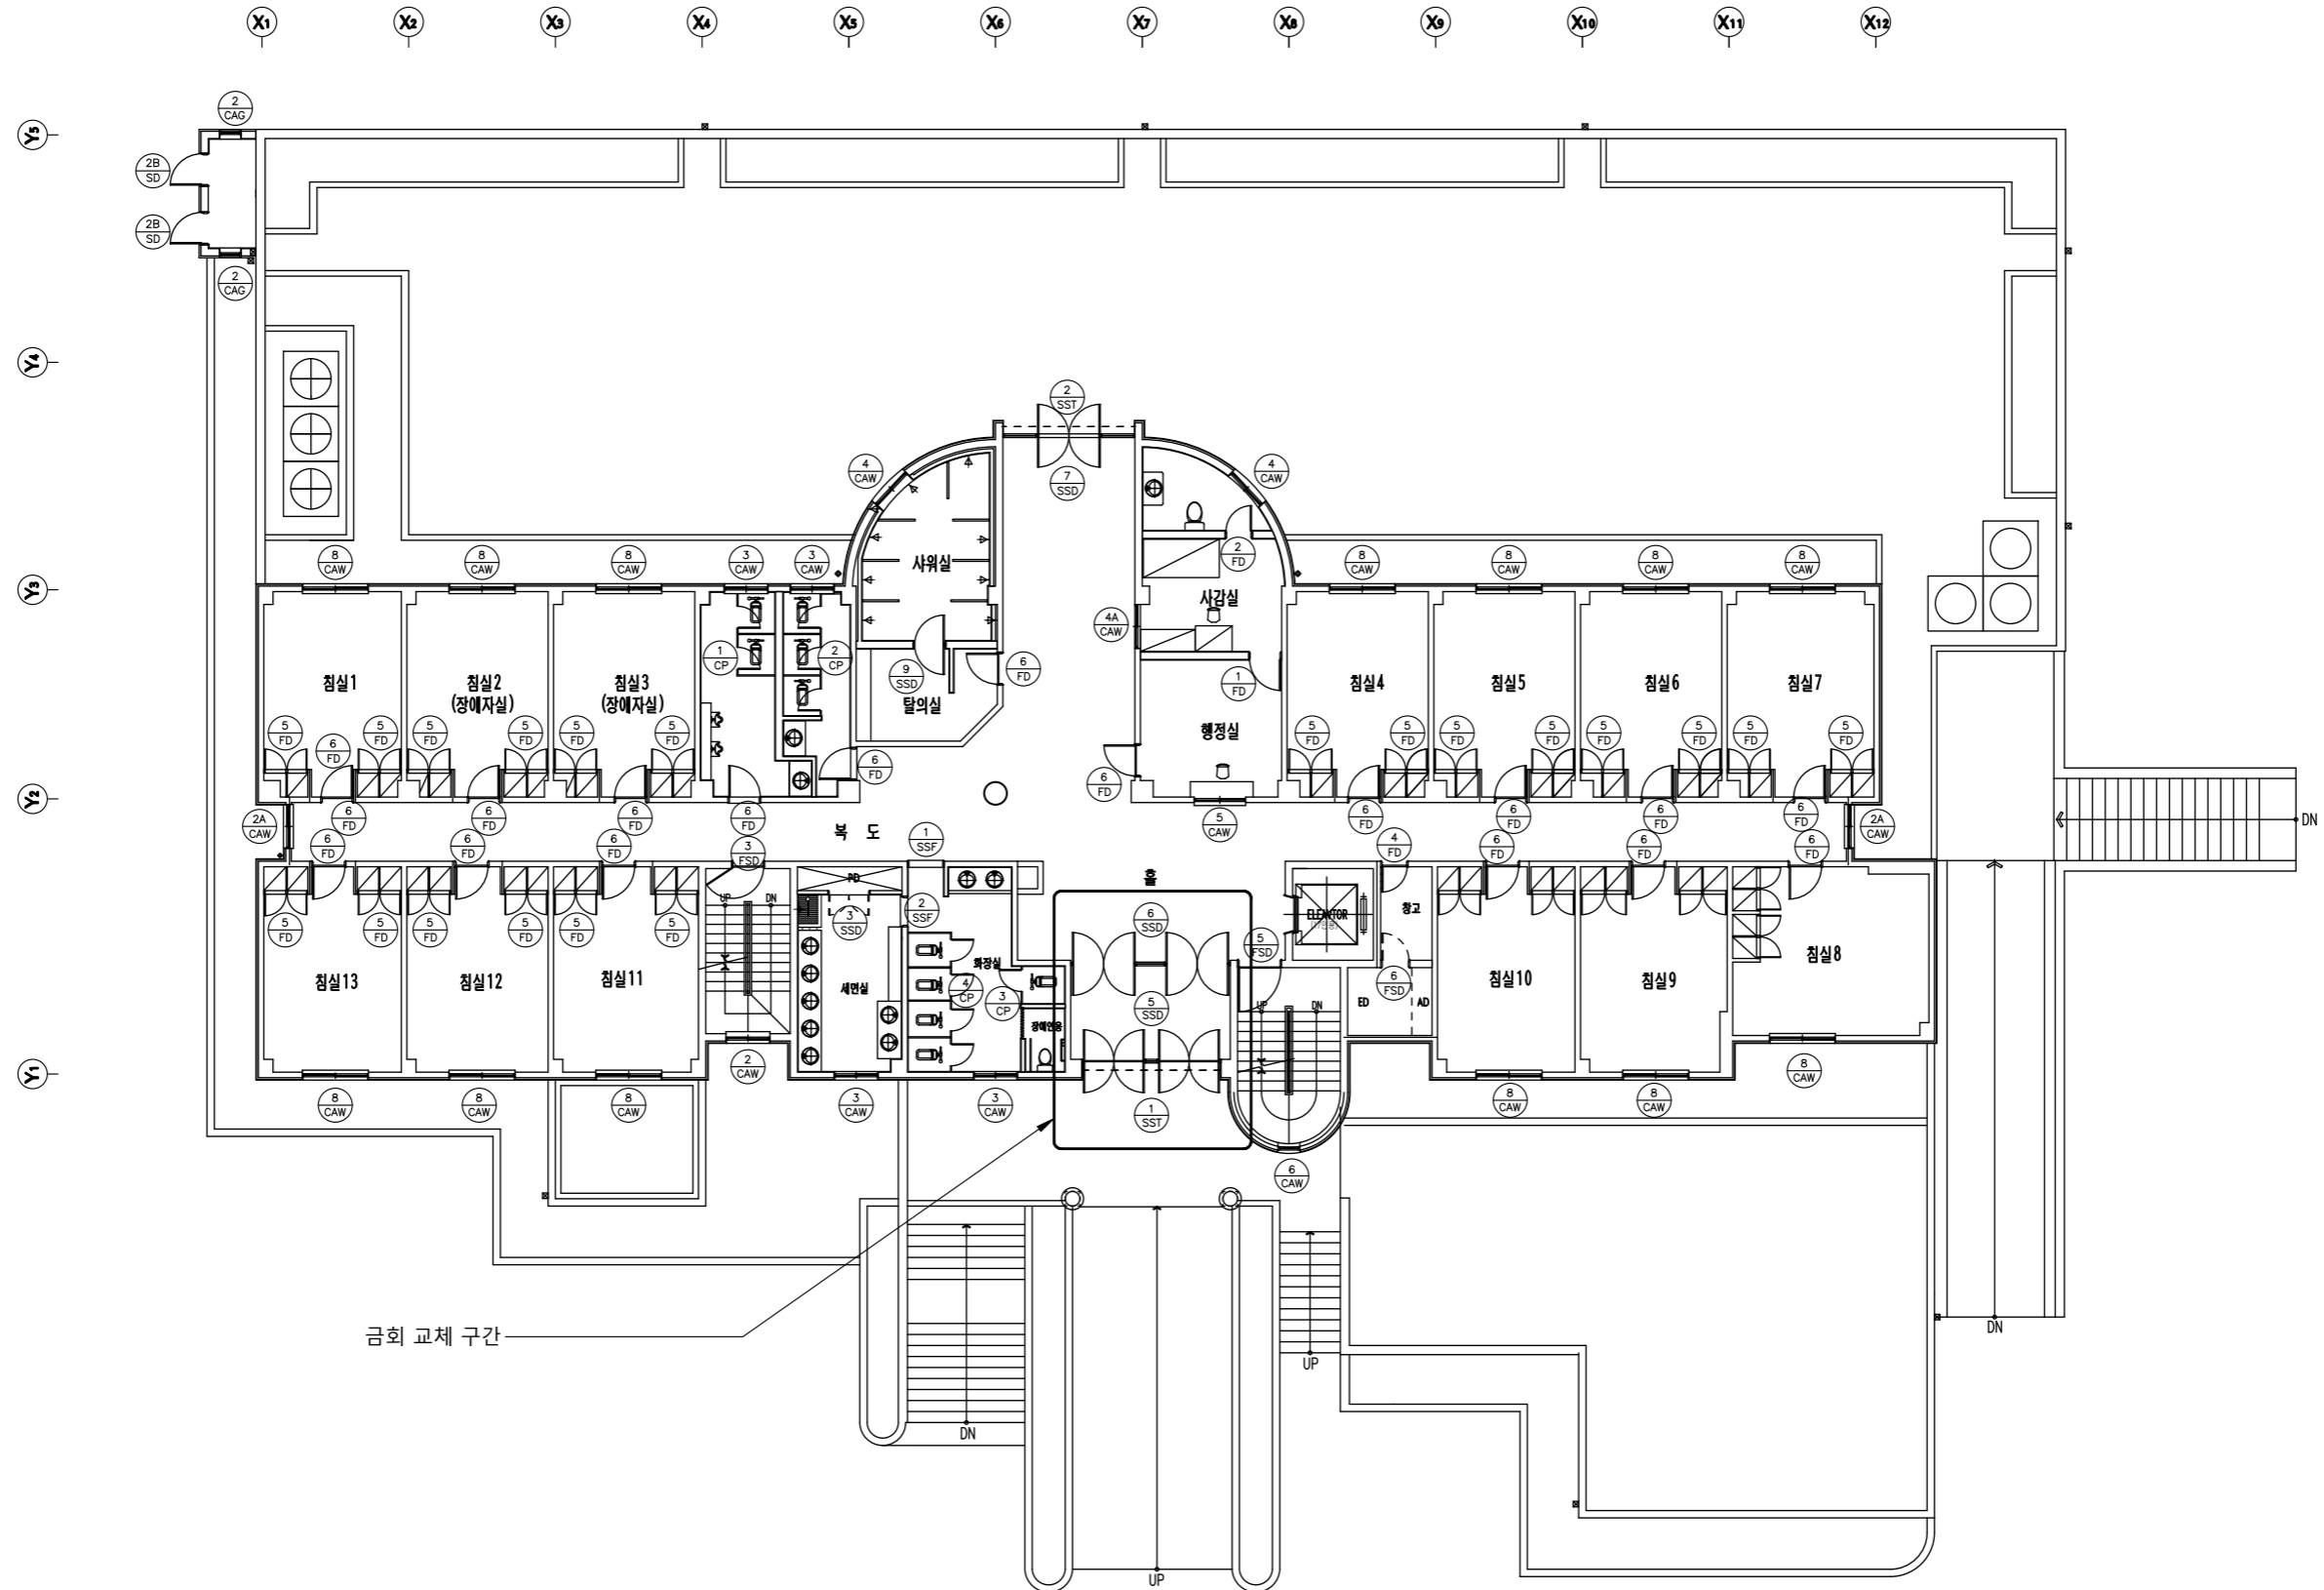 X1 X2 X3 X4 X5 X6 X7 X8 X9 X10 X11 X12
Y5
Y4
Y3
Y2
Y1
2 CAG
2B SD
2B SD
2 CAG
2 SST
7 SSD
4 CAW
4 CAW
8 CAW
8 CAW
8 CAW
3 CAW
3 CAW
2 FD
8 CAW
8 CAW
8 CAW
8 CAW
샤워실
사감실
4A CAW
1 CP
2 CP
9 SSD
6 FD
1 FD
침실1
침실2
(장애자실)
침실3
(장애자실)
탈의실
행정실
침실4
침실5
침실6
침실7
5 FD
6 FD
5 FD
5 FD
5 FD
5 FD
5 FD
6 FD
6 FD
5 FD
5 FD
5 FD
5 FD
5 FD
5 FD
5 FD
5 FD
2A CAW
6 FD
6 FD
6 FD
6 FD
5 CAW
6 FD
6 FD
6 FD
6 FD
2A CAW
DN
복 도
6 FD
6 FD
6 FD
3 FSD
1 SSF
4 FD
6 FD
6 FD
6 FD
홀
PD
UP
DN
5 FD
5 FD
5 FD
5 FD
5 FD
5 FD
3 SSD
2 SSF
6 SSD
5 FSD
ELEAVTOR
창고
침실13
침실12
침실11
세면실
화장실
4 CP
3 CP
장애인용
5 SSD
UP
DN
6 FSD
ED
AD
침실10
침실9
침실8
2 CAW
8 CAW
8 CAW
8 CAW
3 CAW
3 CAW
1 SST
6 CAW
8 CAW
8 CAW
8 CAW
금회 교체 구간
DN
UP
UP
DN